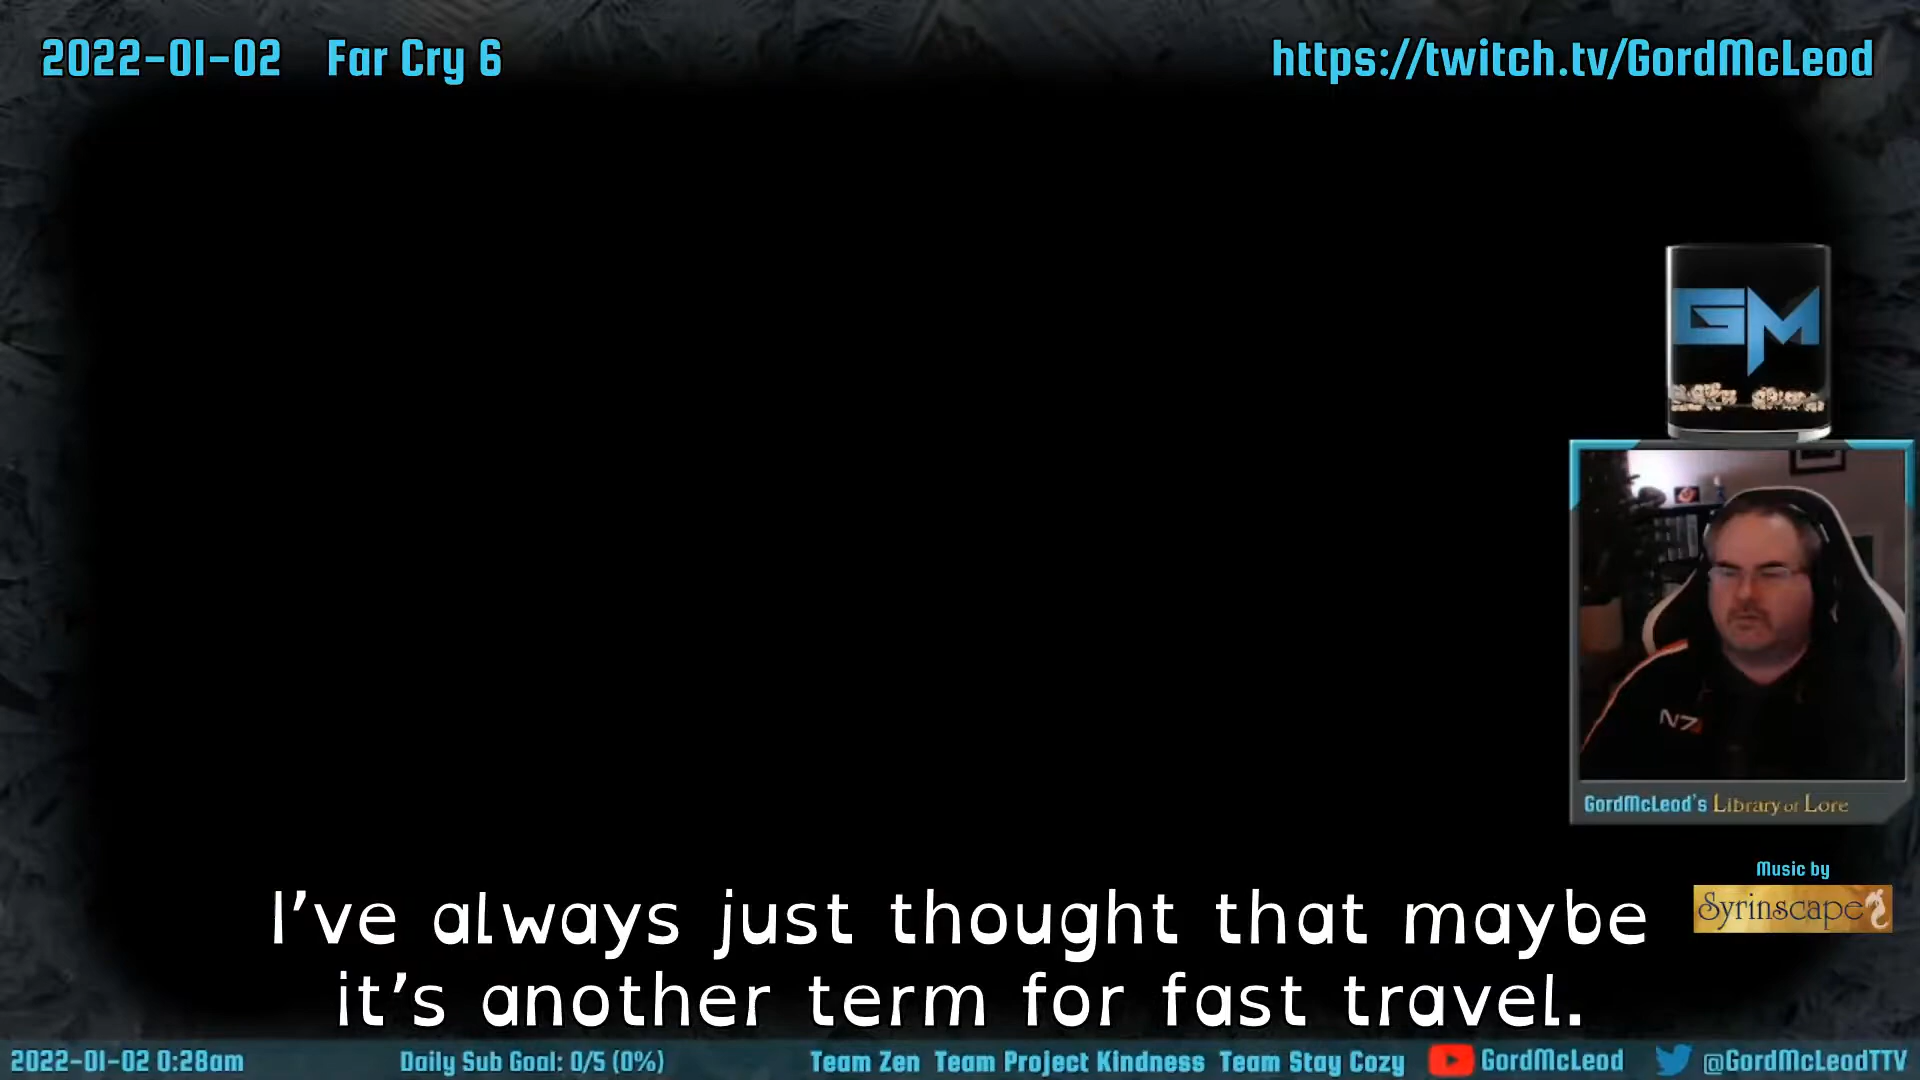 2022-01-02 Far Cry 6
https://twitch.tv/GordMcLeod
GM
N7
GordMcLeod's Library of Lore
Music by
Syrinscape
I've always just thought that maybe
it's another term for fast travel.
2022-01-02 0:28am Daily Sub Goal: 0/5 (0%) Team Zen Team Project Kindness Team Stay Cozy GordMcLeod @GordMcLeodTTV